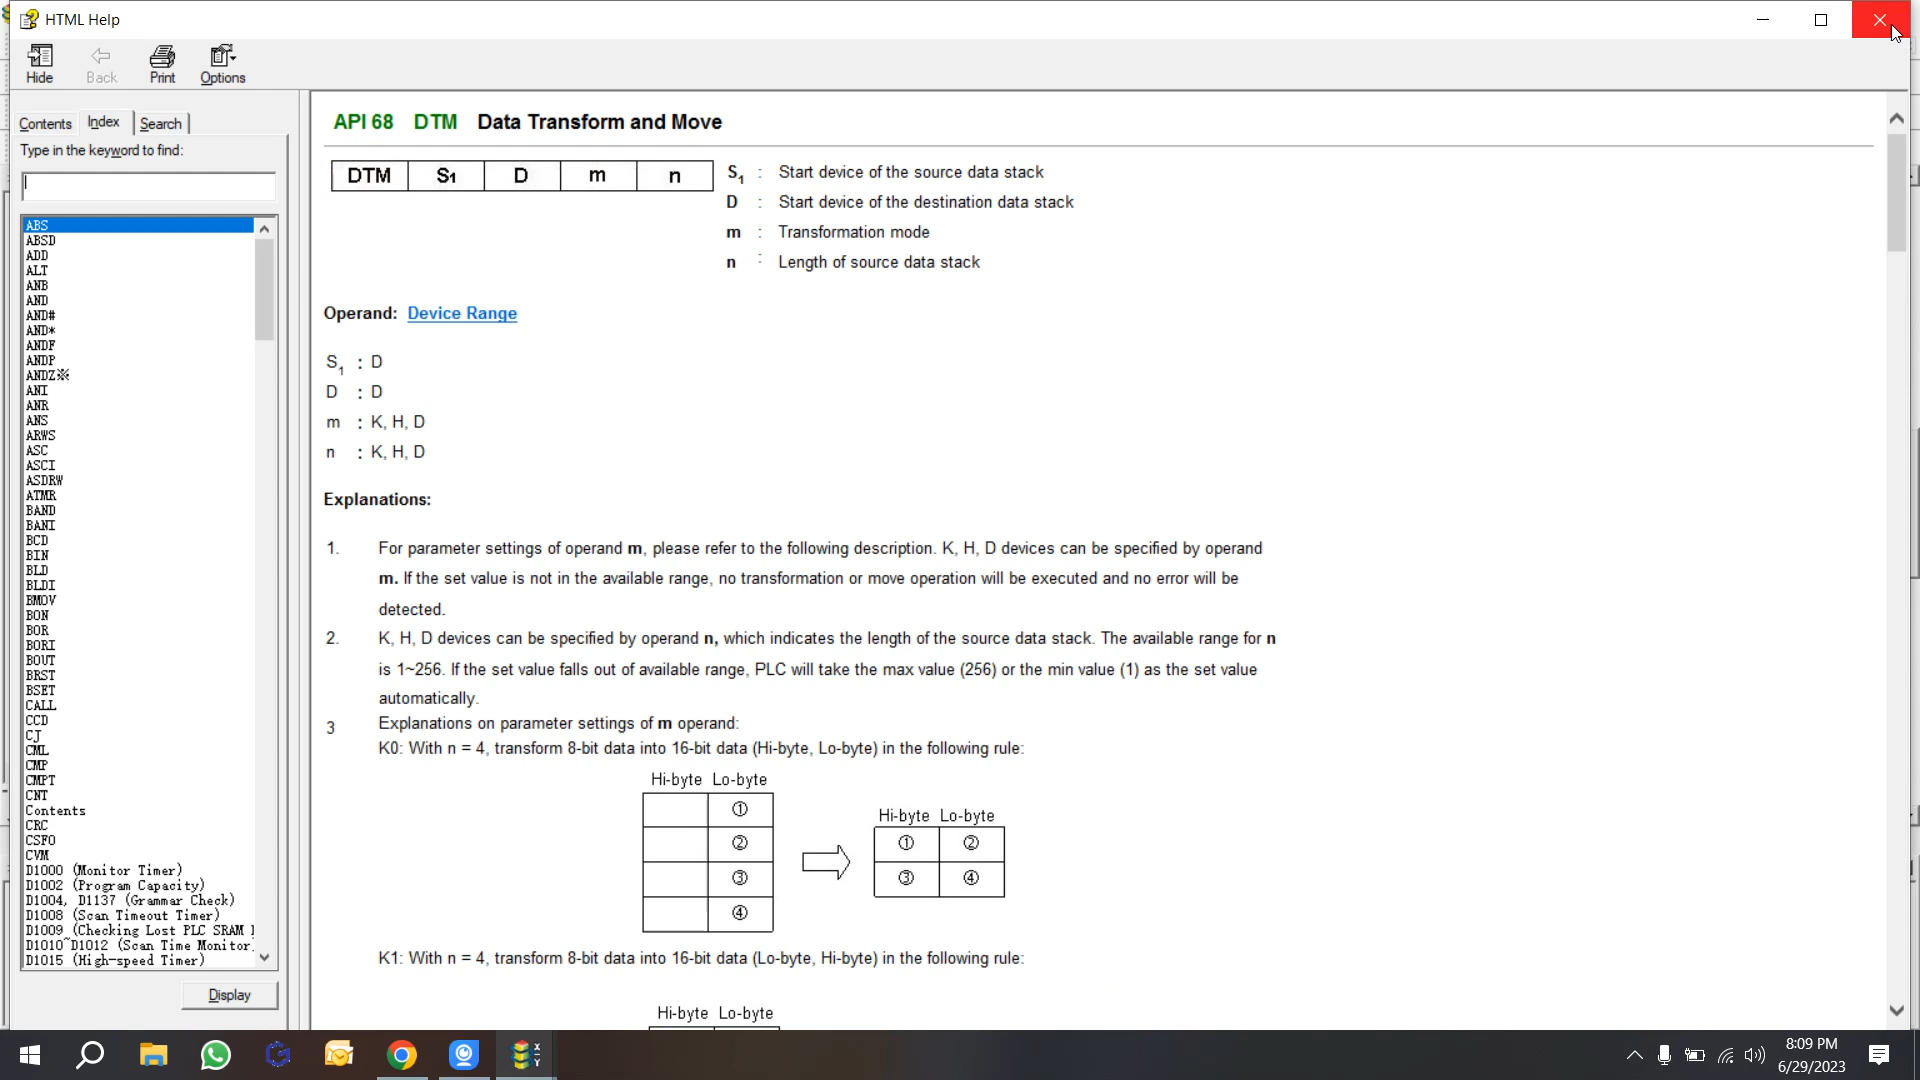 HTML Help
Hide
Back
Print
Options
Contents
Index
Search
Type in the keyword to find:
ABS
ABSD
ADD
ALT
ANB
AND
AND#
AND*
ANDF
ANDP
ANDZ※
ANI
ANR
ANS
ARWS
ASC
ASCI
ASDRW
ATMR
BAND
BANI
BCD
BIN
BLD
BLDI
BMOV
BON
BOR
BORI
BOUT
BRST
BSET
CALL
CCD
CJ
CML
CMP
CMPT
CNT
Contents
CRC
CSFO
CVM
D1000 (Monitor Timer)
D1002 (Program Capacity)
D1004, D1137 (Grammar Check)
D1008 (Scan Timeout Timer)
D1009 (Checking Lost PLC SRAM
D1010~D1012 (Scan Time Monitor
D1015 (High-speed Timer)
Display
API 68 DTM Data Transform and Move
DTM S1 D m n
S1 : Start device of the source data stack
D : Start device of the destination data stack
m : Transformation mode
n : Length of source data stack
Operand: Device Range
S1 : D
D : D
m : K, H, D
n : K, H, D
Explanations:
1. For parameter settings of operand m, please refer to the following description. K, H, D devices can be specified by operand
m. If the set value is not in the available range, no transformation or move operation will be executed and no error will be
detected.
2. K, H, D devices can be specified by operand n, which indicates the length of the source data stack. The available range for n
is 1~256. If the set value falls out of available range, PLC will take the max value (256) or the min value (1) as the set value
automatically.
3 Explanations on parameter settings of m operand:
K0: With n = 4, transform 8-bit data into 16-bit data (Hi-byte, Lo-byte) in the following rule:
Hi-byte Lo-byte
①
②
③
④
Hi-byte Lo-byte
① ②
③ ④
K1: With n = 4, transform 8-bit data into 16-bit data (Lo-byte, Hi-byte) in the following rule:
Hi-byte Lo-byte
X
Y
8:09 PM
6/29/2023